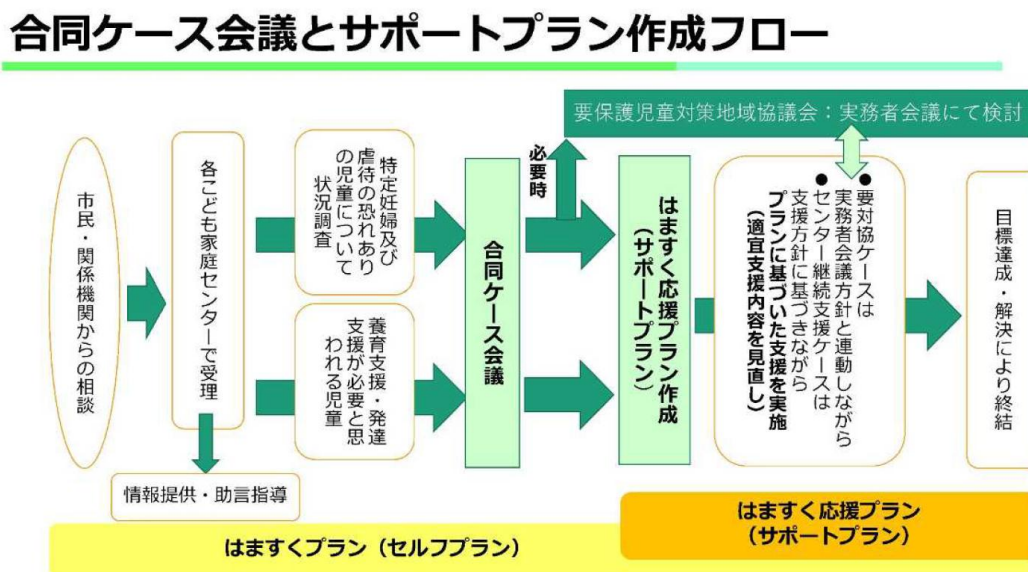 合同ケース会議とサポートプラン作成フロー
要保護児童対策地域協議会：実務者会議にて検討
市民・関係機関からの相談
各こども家庭センターで受理
情報提供・助言指導
特定妊婦及び
虐待の恐れあり
の児童について
状況調査
養育支援・発達
支援が必要と思
われる児童
合同ケース会議
必要時
はますく応援プラン作成
（サポートプラン）
●要対協ケースは
実務者会議方針と連動しながら
●センター継続支援ケースは
支援方針に基づきながら
プランに基づいた支援を実施
（適宜支援内容を見直し）
目標達成・解決により終結
はますくプラン（セルフプラン）
はますく応援プラン
（サポートプラン）